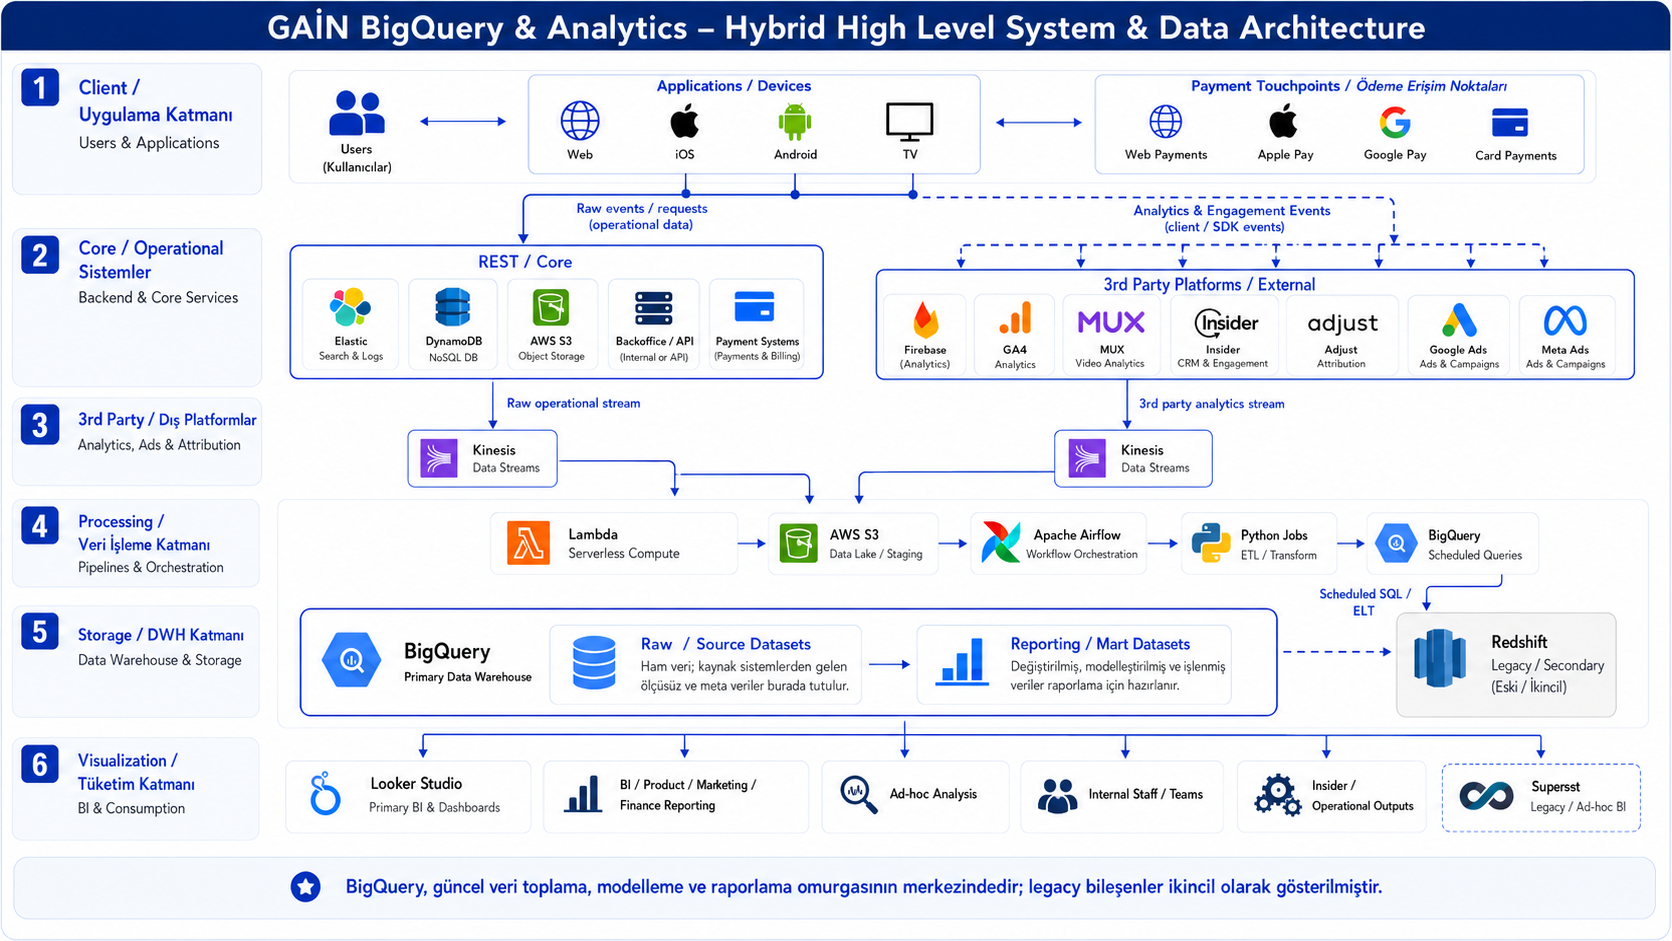 GAİN BigQuery & Analytics – Hybrid High Level System & Data Architecture
1
Client /
Uygulama Katmanı
Users & Applications
Users
(Kullanıcılar)
Applications / Devices
Web
iOS
Android
TV
Payment Touchpoints / Ödeme Erişim Noktaları
Web Payments
Apple Pay
Google Pay
Card Payments
Raw events / requests
(operational data)
Analytics & Engagement Events
(client / SDK events)
2
Core / Operational
Sistemler
Backend & Core Services
REST / Core
Elastic
Search & Logs
DynamoDB
NoSQL DB
AWS S3
Object Storage
Backoffice / API
(Internal or API)
Payment Systems
(Payments & Billing)
3rd Party Platforms / External
Firebase
(Analytics)
GA4
Analytics
MUX
MUX
Video Analytics
Insider
Insider
CRM & Engagement
adjust
Adjust
Attribution
Google Ads
Ads & Campaigns
Meta Ads
Ads & Campaigns
3
3rd Party / Dış Platformlar
Analytics, Ads & Attribution
Raw operational stream
3rd party analytics stream
Kinesis
Data Streams
Kinesis
Data Streams
4
Processing /
Veri İşleme Katmanı
Pipelines & Orchestration
Lambda
Serverless Compute
AWS S3
Data Lake / Staging
Apache Airflow
Workflow Orchestration
Python Jobs
ETL / Transform
BigQuery
Scheduled Queries
Scheduled SQL /
ELT
5
Storage / DWH Katmanı
Data Warehouse & Storage
BigQuery
Primary Data Warehouse
Raw / Source Datasets
Ham veri; kaynak sistemlerden gelen
ölçüsüz ve meta veriler burada tutulur.
Reporting / Mart Datasets
Değiştirilmiş, modelleştirilmiş ve işlenmiş
veriler raporlama için hazırlanır.
Redshift
Legacy / Secondary
(Eski / İkincil)
6
Visualization /
Tüketim Katmanı
BI & Consumption
Looker Studio
Primary BI & Dashboards
BI / Product / Marketing /
Finance Reporting
Ad-hoc Analysis
Internal Staff / Teams
Insider /
Operational Outputs
Supersst
Legacy / Ad-hoc BI
BigQuery, güncel veri toplama, modelleme ve raporlama omurgasının merkezindedir; legacy bileşenler ikincil olarak gösterilmiştir.